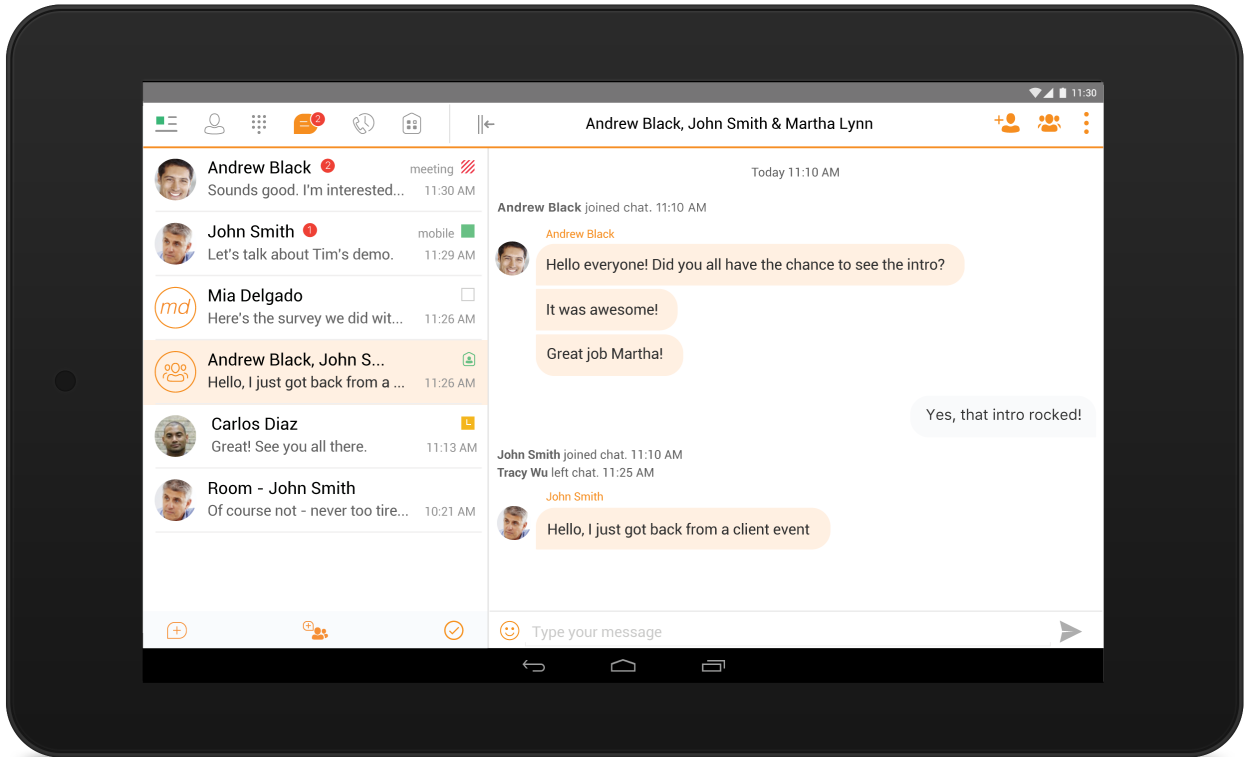 11:30
2
Andrew Black, John Smith & Martha Lynn
Andrew Black 2 meeting
Sounds good. I'm interested... 11:30 AM
John Smith 1 mobile
Let's talk about Tim's demo. 11:29 AM
md
Mia Delgado
Here's the survey we did wit... 11:26 AM
Andrew Black, John S...
Hello, I just got back from a ... 11:26 AM
Carlos Diaz
Great! See you all there. 11:13 AM
Room - John Smith
Of course not - never too tire... 10:21 AM
Today 11:10 AM
Andrew Black joined chat. 11:10 AM
Andrew Black
Hello everyone! Did you all have the chance to see the intro?
It was awesome!
Great job Martha!
Yes, that intro rocked!
John Smith joined chat. 11:10 AM
Tracy Wu left chat. 11:25 AM
John Smith
Hello, I just got back from a client event
Type your message